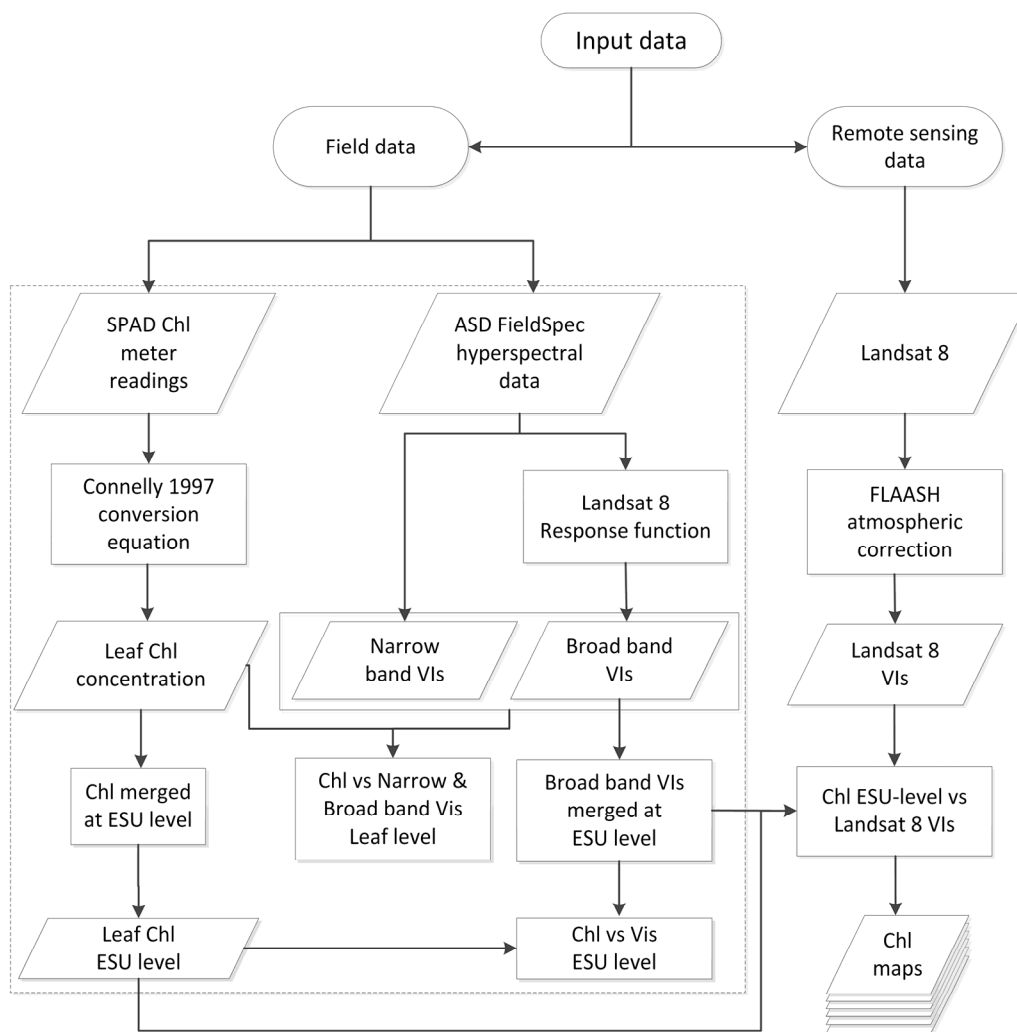 Input data
Field data
Remote sensing
data
SPAD Chl
meter
readings
ASD FieldSpec
hyperspectral
data
Landsat 8
Connelly 1997
conversion
equation
Landsat 8
Response function
FLAASH
atmospheric
correction
Leaf Chl
concentration
Narrow
band VIs
Broad band
VIs
Landsat 8
VIs
Chl merged
at ESU level
Chl vs Narrow &
Broad band Vis
Leaf level
Broad band VIs
merged at
ESU level
Chl ESU-level vs
Landsat 8 VIs
Leaf Chl
ESU level
Chl vs Vis
ESU level
Chl
maps